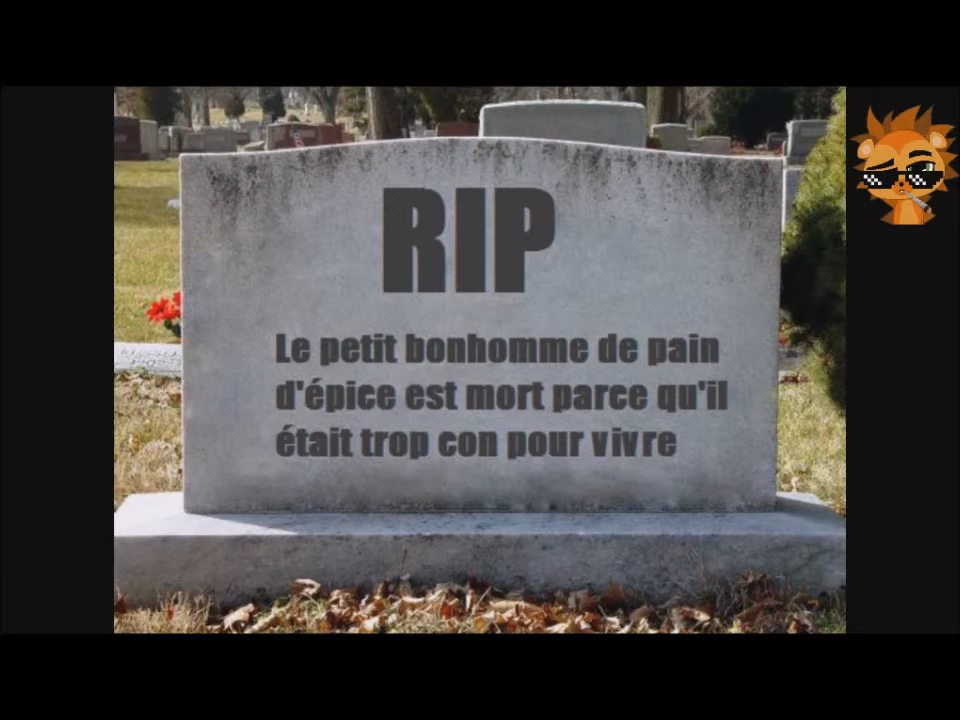 RIP
Le petit bonhomme de pain
d'épice est mort parce qu'il
était trop con pour vivre